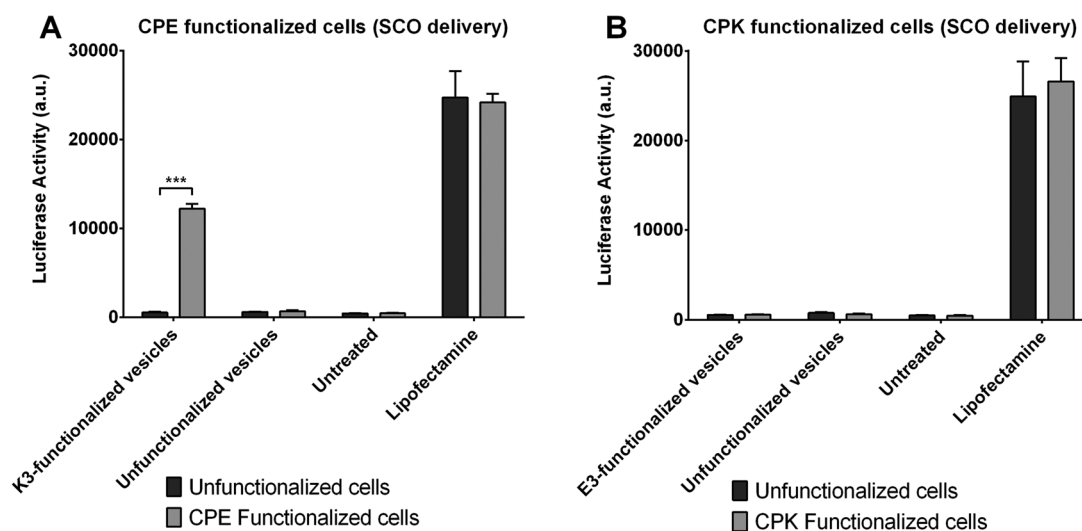 A
CPE functionalized cells (SCO delivery)
Luciferase Activity (a.u.)
30000
20000
10000
0
***
K3-functionalized vesicles
Unfunctionalized vesicles
Untreated
Lipofectamine
Unfunctionalized cells
CPE Functionalized cells
B
CPK functionalized cells (SCO delivery)
Luciferase Activity (a.u.)
30000
20000
10000
0
E3-functionalized vesicles
Unfunctionalized vesicles
Untreated
Lipofectamine
Unfunctionalized cells
CPK Functionalized cells